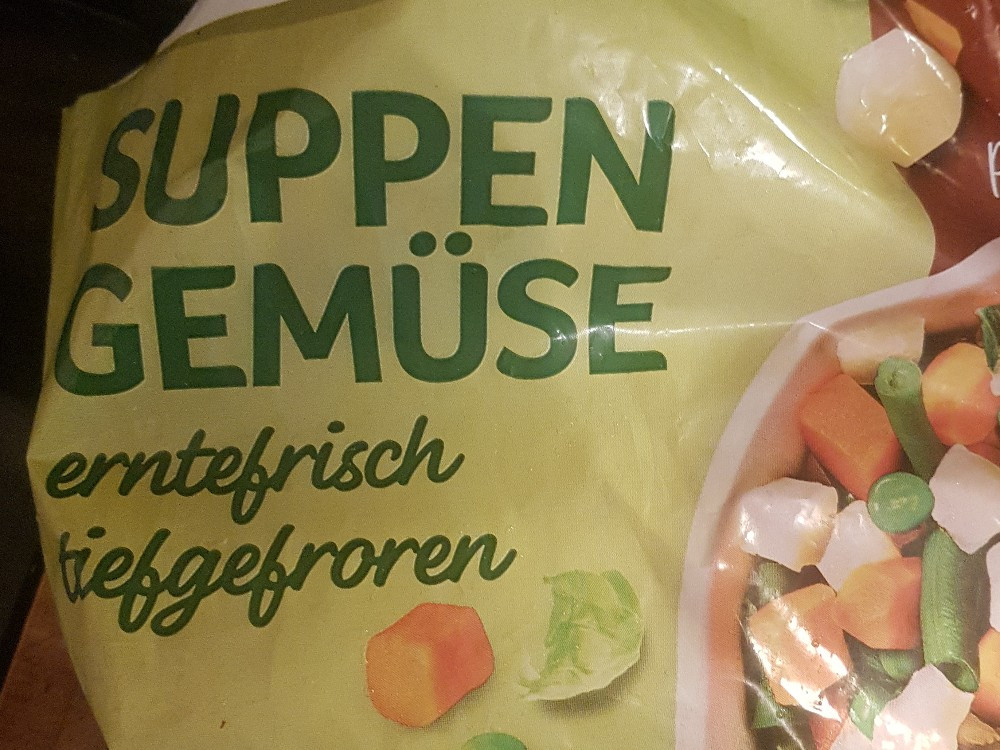 SUPPEN
GEMÜSE
erntefrisch
tiefgefroren